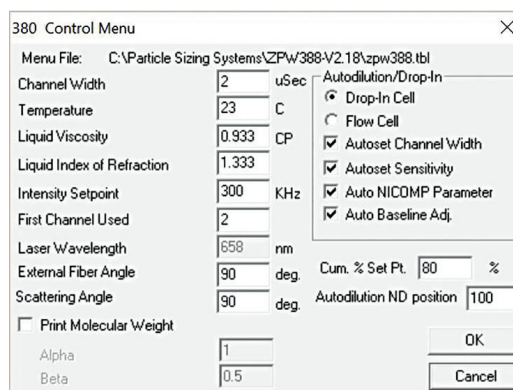 380 Control Menu
Menu File: C:\Particle Sizing Systems\ZPW388-V2.18\zpw388.tbl
Channel Width 2 uSec
Temperature 23 C
Liquid Viscosity 0.933 CP
Liquid Index of Refraction 1.333
Intensity Setpoint 300 KHz
First Channel Used 2
Laser Wavelength 658 nm
External Fiber Angle 90 deg.
Scattering Angle 90 deg.
Print Molecular Weight
Alpha 1
Beta 0.5
Autodilution/Drop-In
Drop-In Cell
Flow Cell
Autoset Channel Width
Autoset Sensitivity
Auto NICOMP Parameter
Auto Baseline Adj.
Cum. % Set Pt. 80 %
Autodilution ND position 100
OK
Cancel